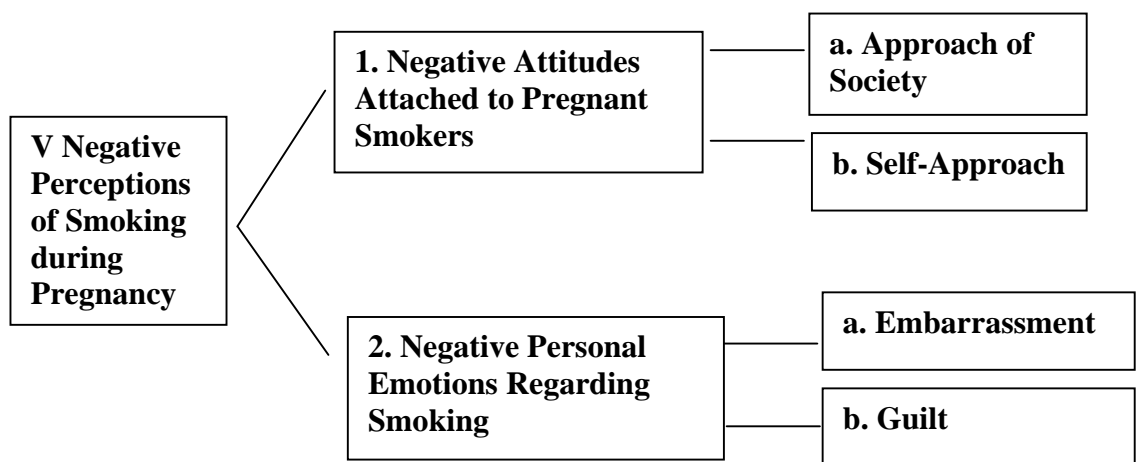 V Negative
Perceptions
of Smoking
during
Pregnancy
1. Negative Attitudes
Attached to Pregnant
Smokers
a. Approach of
Society
b. Self-Approach
2. Negative Personal
Emotions Regarding
Smoking
a. Embarrassment
b. Guilt